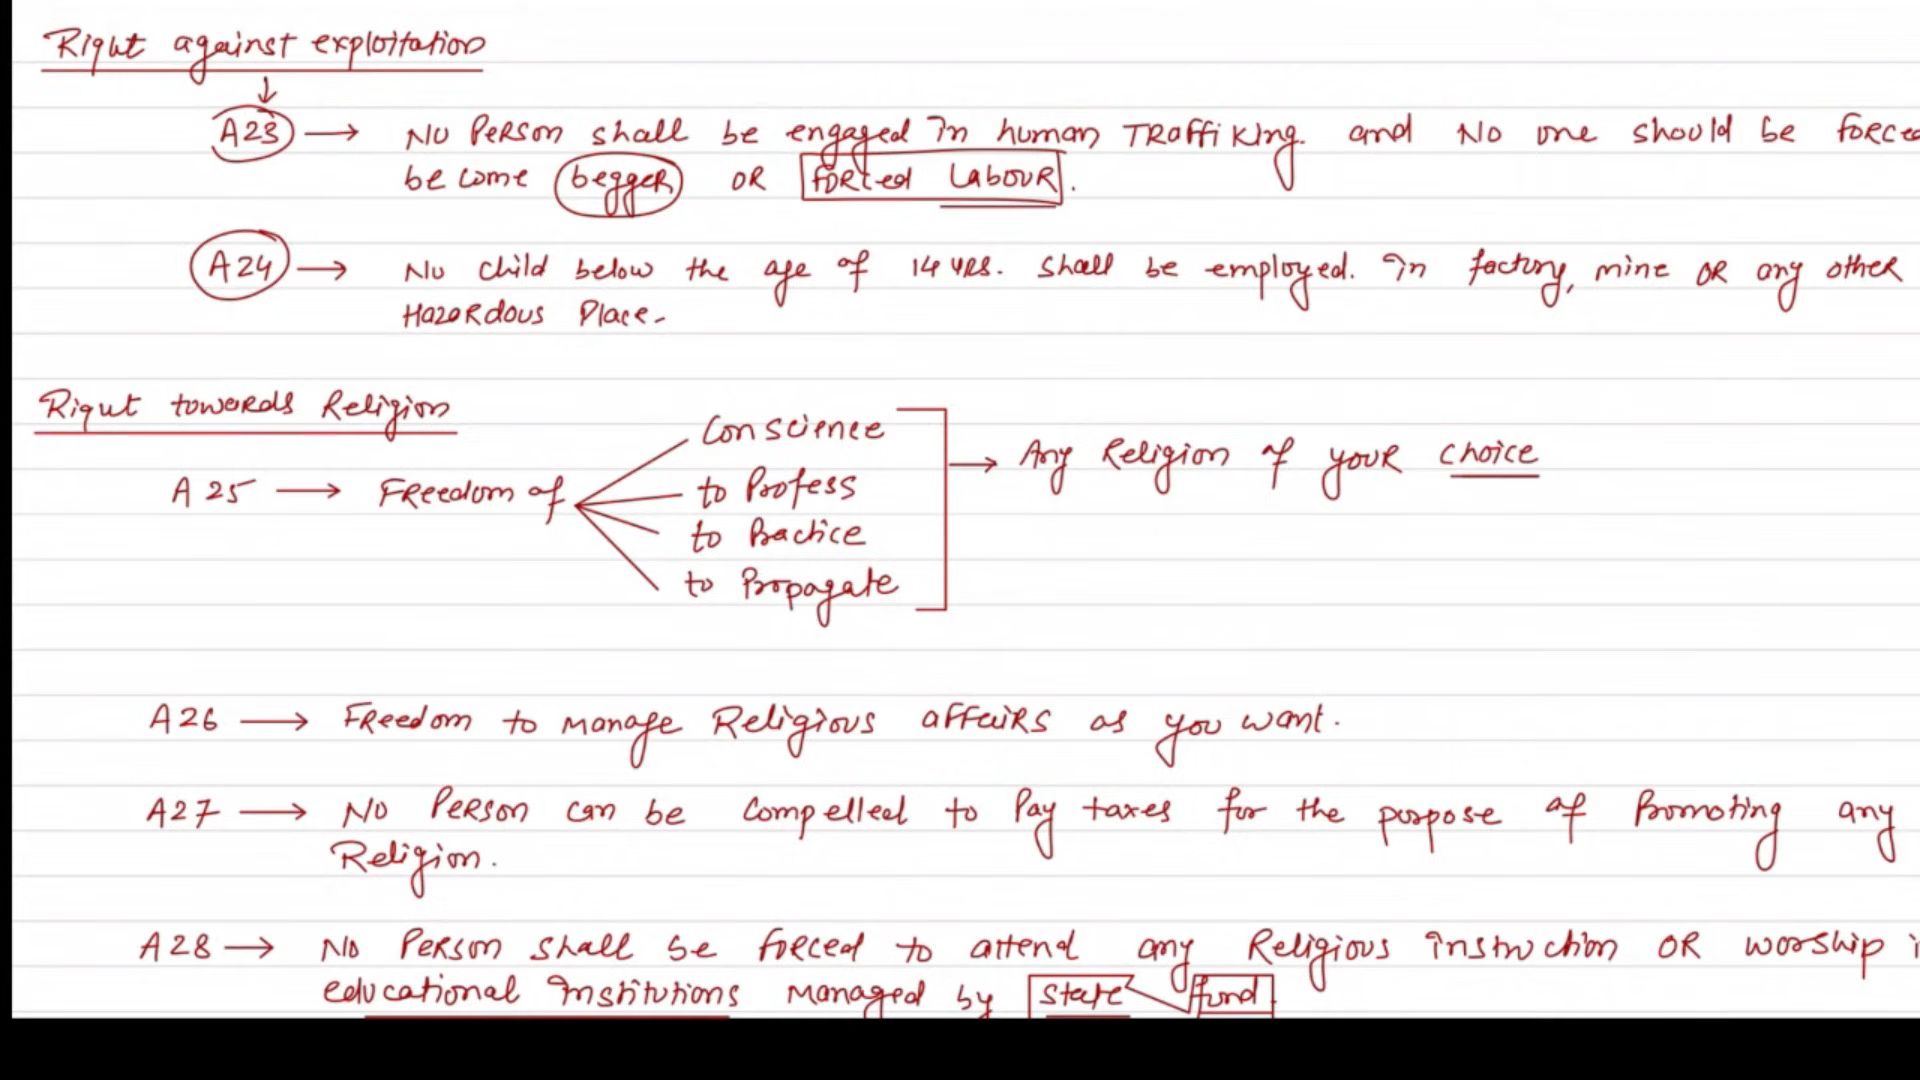 Right against exploitation
A23 → No Person shall be engaged in human TRaffiking. and No one should be forced
become begger OR forced Labour.
A24 → No child below the age of 14 yrs. shall be employed. in factory, mine OR any other
HazaRdous Place.
Right towards Religion
Conscience
A 25 → Freedom of to Profess → Any Religion of your choice
to Practice
to Propagate
A26 → Freedom to manage Religious affairs as you want.
A27 → No Person can be compelled to Pay taxes for the purpose of Promoting any
Religion.
A28 → No Person shall be forced to attend any Religious instruction OR worship i
educational institutions managed by state fund